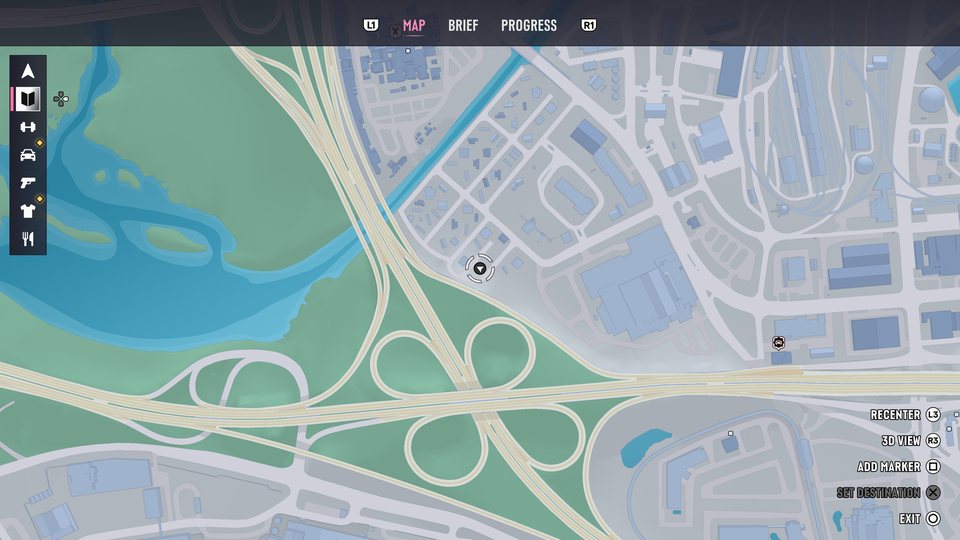 L1 MAP BRIEF PROGRESS R1
RECENTER L3
3D VIEW R3
ADD MARKER
SET DESTINATION
EXIT